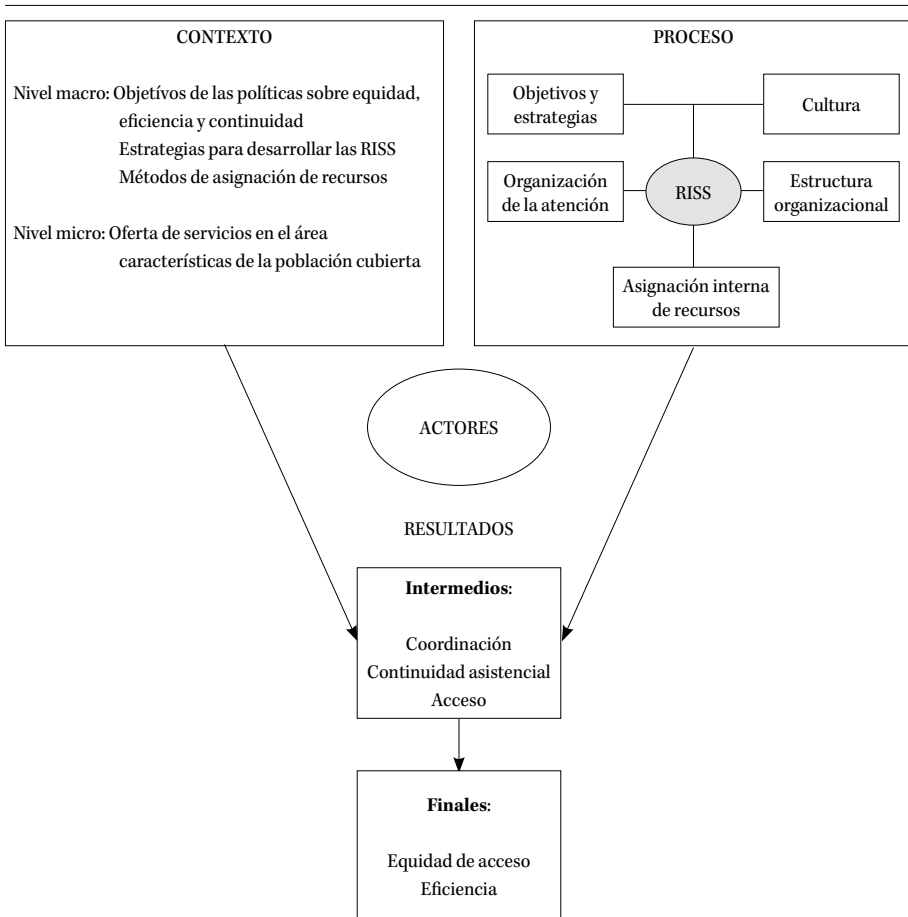 CONTEXTO
Nivel macro: Objetívos de las políticas sobre equidad,
eficiencia y continuidad
Estrategias para desarrollar las RISS
Métodos de asignación de recursos
Nivel micro: Oferta de servicios en el área
características de la población cubierta
PROCESO
Objetivos y
estrategias
Cultura
Organización
de la atención
RISS
Estructura
organizacional
Asignación interna
de recursos
ACTORES
RESULTADOS
Intermedios:
Coordinación
Continuidad asistencial
Acceso
Finales:
Equidad de acceso
Eficiencia